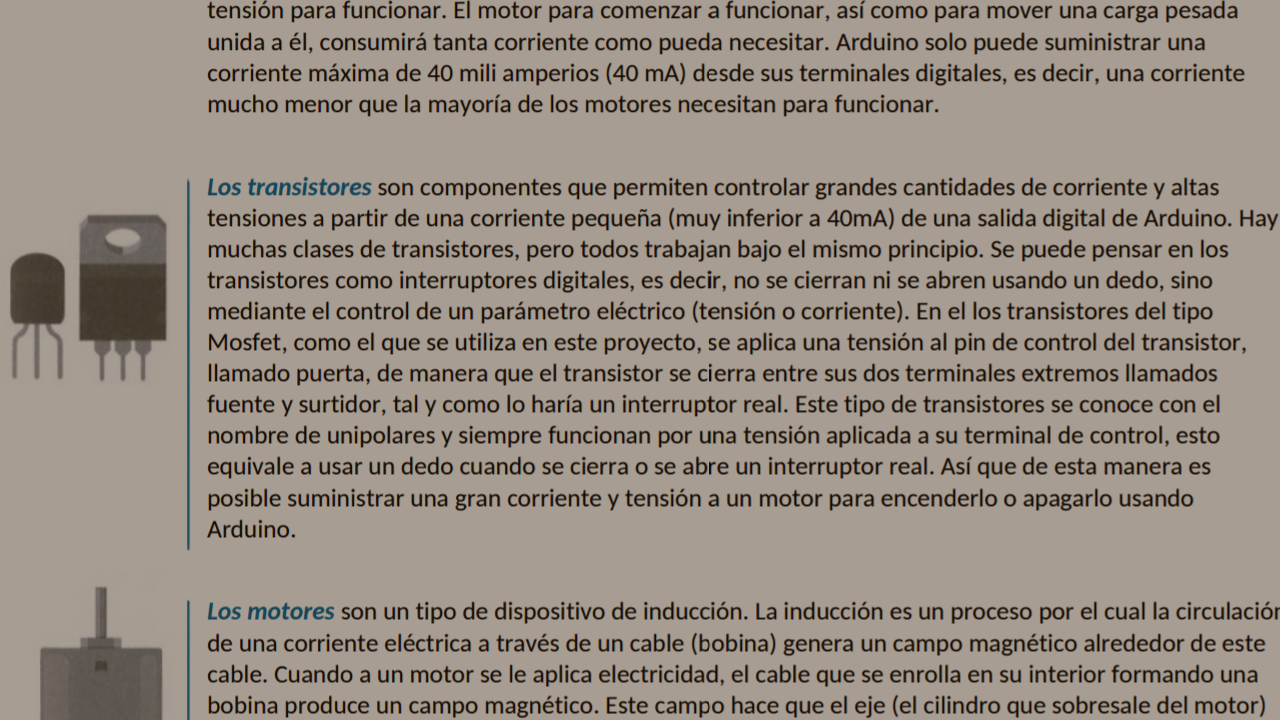 tensión para funcionar. El motor para comenzar a funcionar, así como para mover una carga pesada
unida a él, consumirá tanta corriente como pueda necesitar. Arduino solo puede suministrar una
corriente máxima de 40 mili amperios (40 mA) desde sus terminales digitales, es decir, una corriente
mucho menor que la mayoría de los motores necesitan para funcionar.
Los transistores son componentes que permiten controlar grandes cantidades de corriente y altas
tensiones a partir de una corriente pequeña (muy inferior a 40mA) de una salida digital de Arduino. Hay
muchas clases de transistores, pero todos trabajan bajo el mismo principio. Se puede pensar en los
transistores como interruptores digitales, es decir, no se cierran ni se abren usando un dedo, sino
mediante el control de un parámetro eléctrico (tensión o corriente). En el los transistores del tipo
Mosfet, como el que se utiliza en este proyecto, se aplica una tensión al pin de control del transistor,
llamado puerta, de manera que el transistor se cierra entre sus dos terminales extremos llamados
fuente y surtidor, tal y como lo haría un interruptor real. Este tipo de transistores se conoce con el
nombre de unipolares y siempre funcionan por una tensión aplicada a su terminal de control, esto
equivale a usar un dedo cuando se cierra o se abre un interruptor real. Así que de esta manera es
posible suministrar una gran corriente y tensión a un motor para encenderlo o apagarlo usando
Arduino.
Los motores son un tipo de dispositivo de inducción. La inducción es un proceso por el cual la circulación
de una corriente eléctrica a través de un cable (bobina) genera un campo magnético alrededor de este
cable. Cuando a un motor se le aplica electricidad, el cable que se enrolla en su interior formando una
bobina produce un campo magnético. Este campo hace que el eje (el cilindro que sobresale del motor)